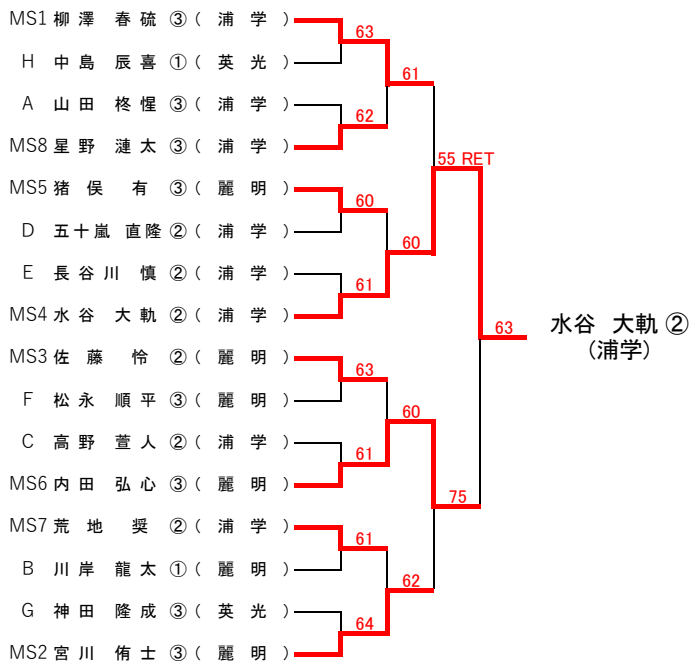 MS1 柳澤 春硫 ③ ( 浦 学 )
63
H 中島 辰喜 ① ( 英 光 )
61
A 山田 柊惺 ③ ( 浦 学 )
62
MS8 星野 漣太 ③ ( 浦 学 )
55 RET
MS5 猪俣 有 ③ ( 麗 明 )
60
D 五十嵐 直隆 ② ( 浦 学 )
60
E 長谷川 慎 ② ( 浦 学 )
61
MS4 水谷 大軌 ② ( 浦 学 )
63
水谷 大軌 ②
(浦学)
MS3 佐藤 怜 ② ( 麗 明 )
63
F 松永 順平 ③ ( 麗 明 )
60
C 高野 萱人 ② ( 浦 学 )
61
MS6 内田 弘心 ③ ( 麗 明 )
75
MS7 荒地 奨 ② ( 浦 学 )
61
B 川岸 龍太 ① ( 麗 明 )
62
G 神田 隆成 ③ ( 英 光 )
64
MS2 宮川 侑士 ③ ( 麗 明 )